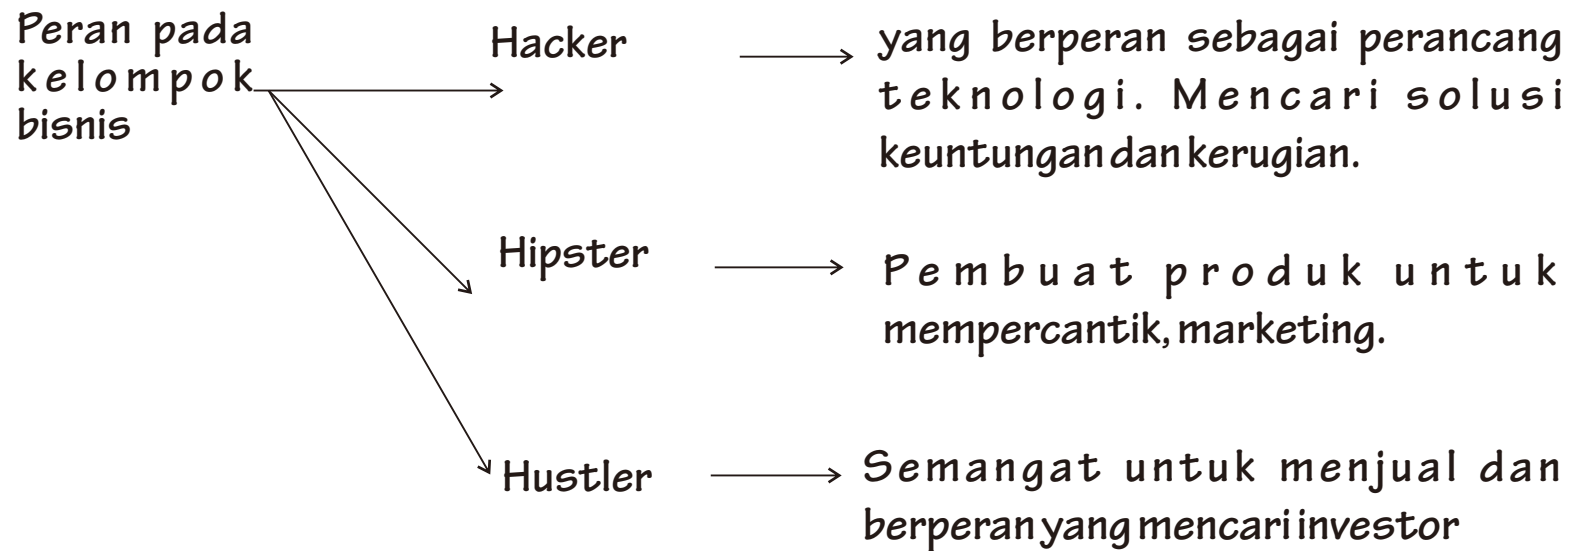 Peran pada
kelompok
bisnis
Hacker
yang berperan sebagai perancang
teknologi. Mencari solusi
keuntungan dan kerugian.
Hipster
Pembuat produk untuk
mempercantik, marketing.
Hustler
Semangat untuk menjual dan
berperan yang mencari investor